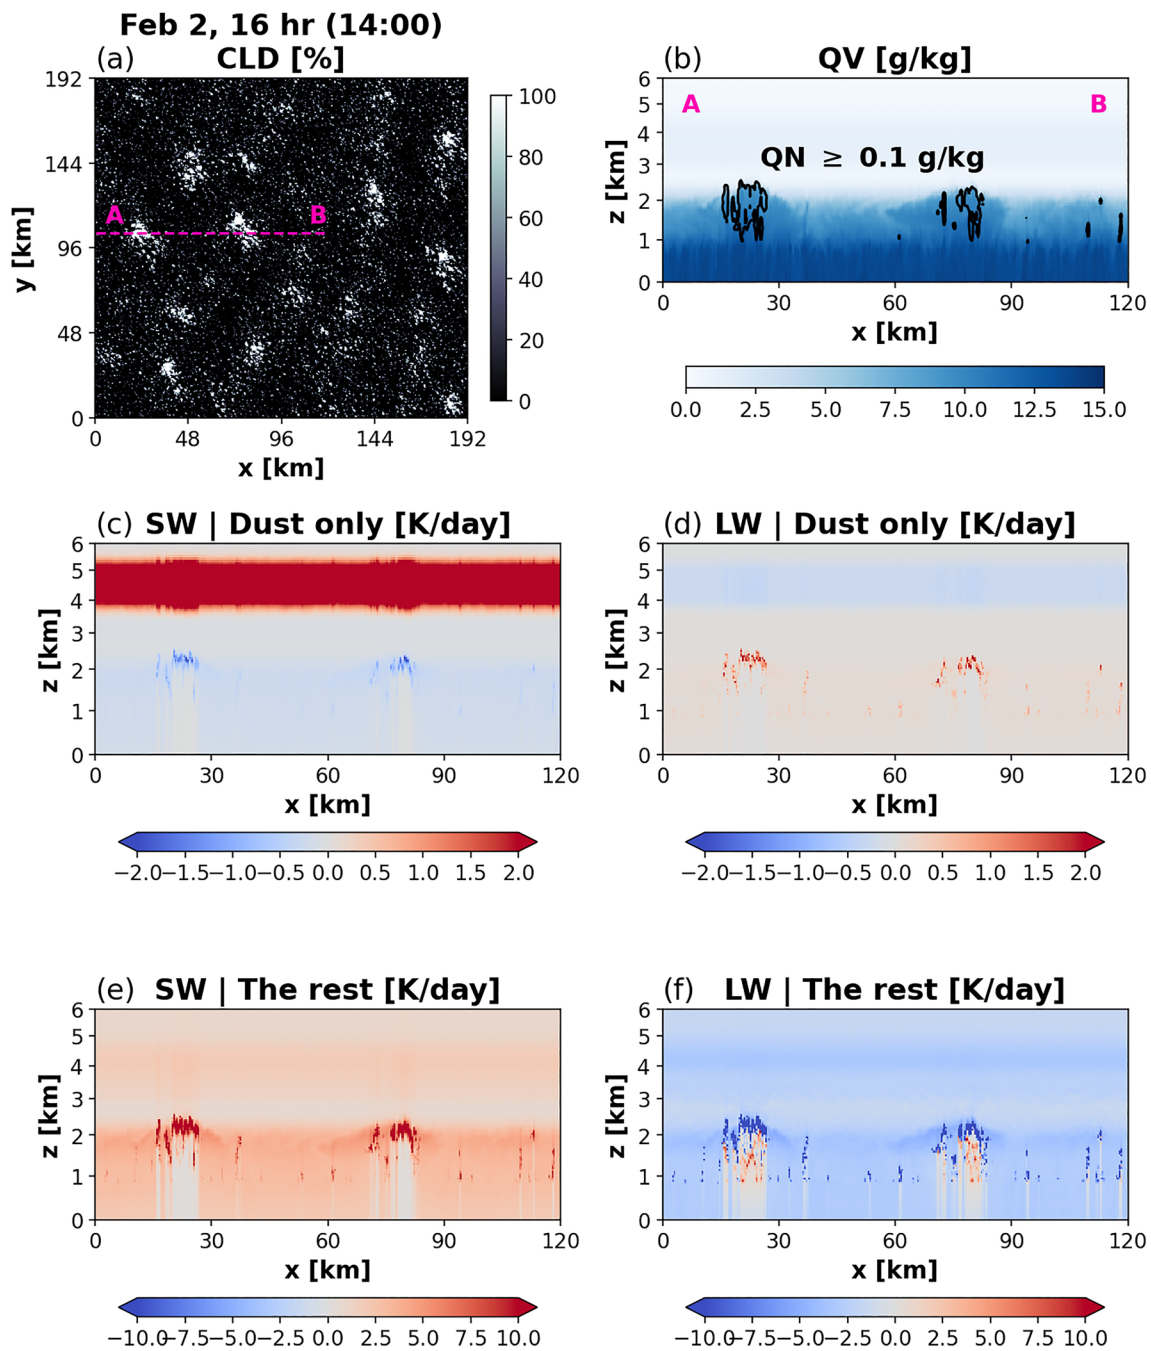 Feb 2, 16 hr (14:00)
(a) CLD [%]
192
144
96
48
0
0 48 96 144 192
x [km]
y [km]
A B
100
80
60
40
20
0
(b) QV [g/kg]
A B
QN ≥ 0.1 g/kg
6
5
4
3
2
1
0
z [km]
0 30 60 90 120
x [km]
0.0 2.5 5.0 7.5 10.0 12.5 15.0
(c) SW | Dust only [K/day]
6
5
4
3
2
1
0
z [km]
0 30 60 90 120
x [km]
−2.0 −1.5 −1.0 −0.5 0.0 0.5 1.0 1.5 2.0
(d) LW | Dust only [K/day]
6
5
4
3
2
1
0
z [km]
0 30 60 90 120
x [km]
−2.0 −1.5 −1.0 −0.5 0.0 0.5 1.0 1.5 2.0
(e) SW | The rest [K/day]
6
5
4
3
2
1
0
z [km]
0 30 60 90 120
x [km]
−10.0 −7.5 −5.0 −2.5 0.0 2.5 5.0 7.5 10.0
(f) LW | The rest [K/day]
6
5
4
3
2
1
0
z [km]
0 30 60 90 120
x [km]
−10.0 −7.5 −5.0 −2.5 0.0 2.5 5.0 7.5 10.0